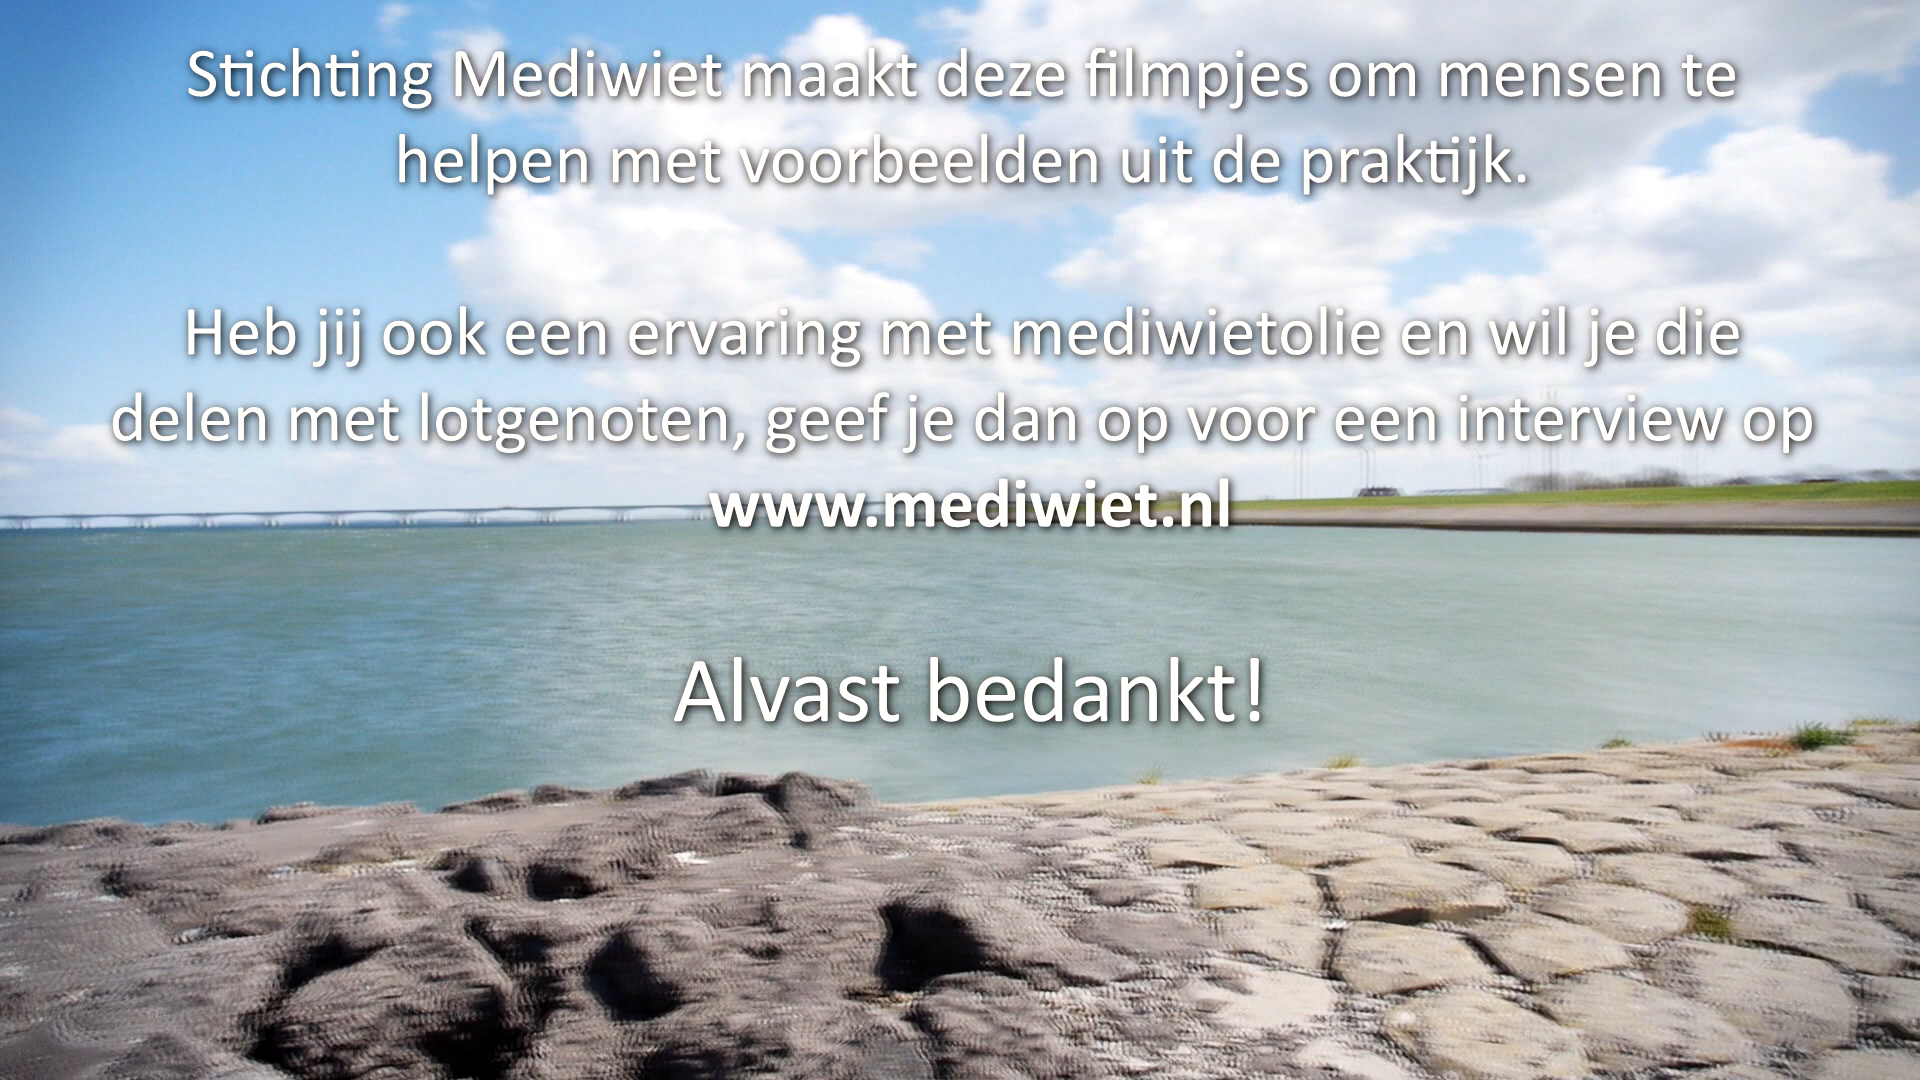 Stichting Mediwiet maakt deze filmpjes om mensen te
helpen met voorbeelden uit de praktijk.
Heb jij ook een ervaring met mediwietolie en wil je die
delen met lotgenoten, geef je dan op voor een interview op
www.mediwiet.nl
Alvast bedankt!